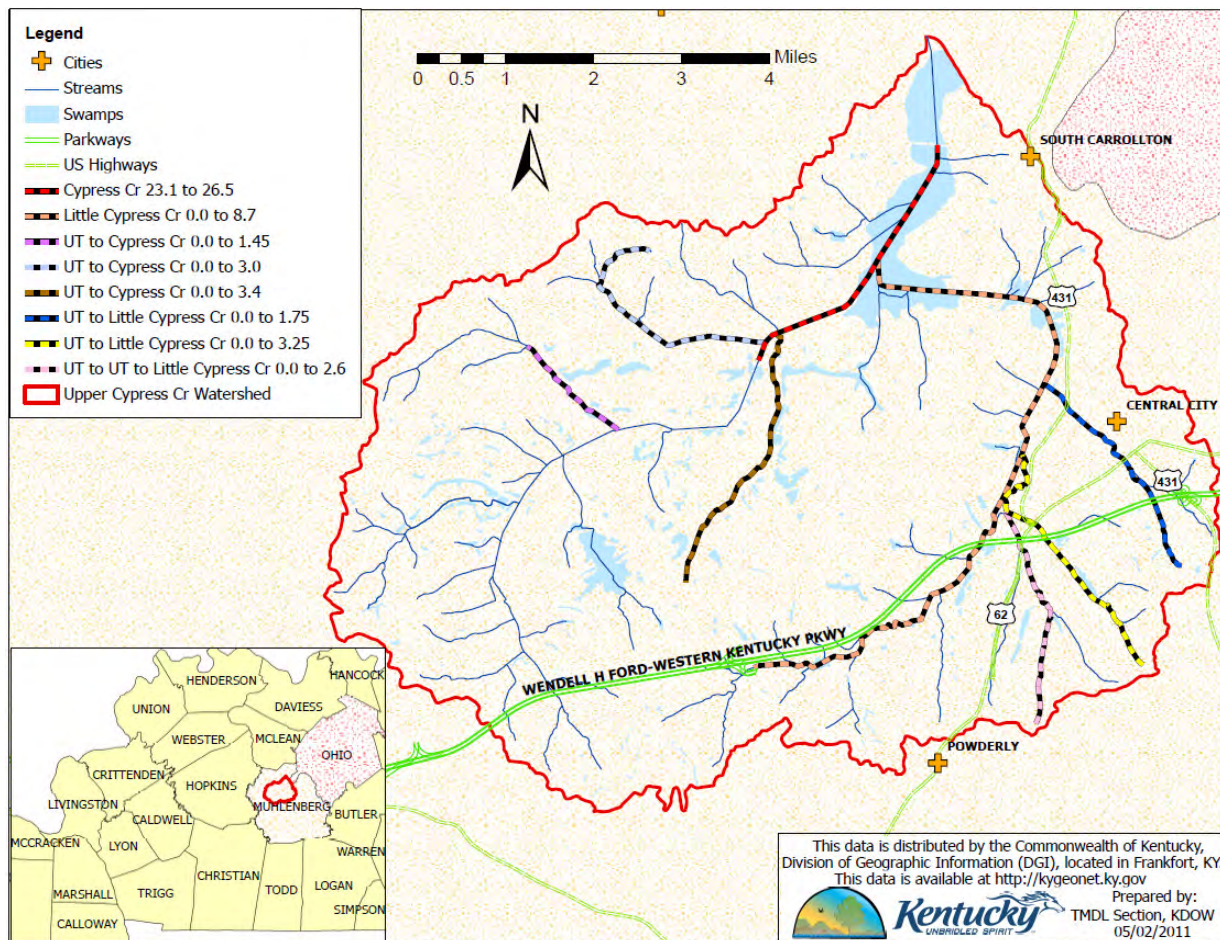 Legend
Cities
Streams
Swamps
Parkways
US Highways
Cypress Cr 23.1 to 26.5
Little Cypress Cr 0.0 to 8.7
UT to Cypress Cr 0.0 to 1.45
UT to Cypress Cr 0.0 to 3.0
UT to Cypress Cr 0.0 to 3.4
UT to Little Cypress Cr 0.0 to 1.75
UT to Little Cypress Cr 0.0 to 3.25
UT to UT to Little Cypress Cr 0.0 to 2.6
Upper Cypress Cr Watershed
Miles
0 0.5 1 2 3 4
N
SOUTH CARROLLTON
431
CENTRAL CITY
431
62
WENDELL H FORD-WESTERN KENTUCKY PKWY
POWDERLY
HENDERSON
HANCOCK
UNION
DAVIESS
WEBSTER
MCLEAN
OHIO
CRITTENDEN
HOPKINS
LIVINGSTON
MUHLENBERG
BUTLER
CALDWELL
MCCRACKEN
LYON
WARREN
CHRISTIAN
MARSHALL
TRIGG
TODD
LOGAN
SIMPSON
CALLOWAY
This data is distributed by the Commonwealth of Kentucky,
Division of Geographic Information (DGI), located in Frankfort, KY.
This data is available at http://kygeonet.ky.gov
Kentucky
UNBRIDLED SPIRIT
Prepared by:
TMDL Section, KDOW
05/02/2011